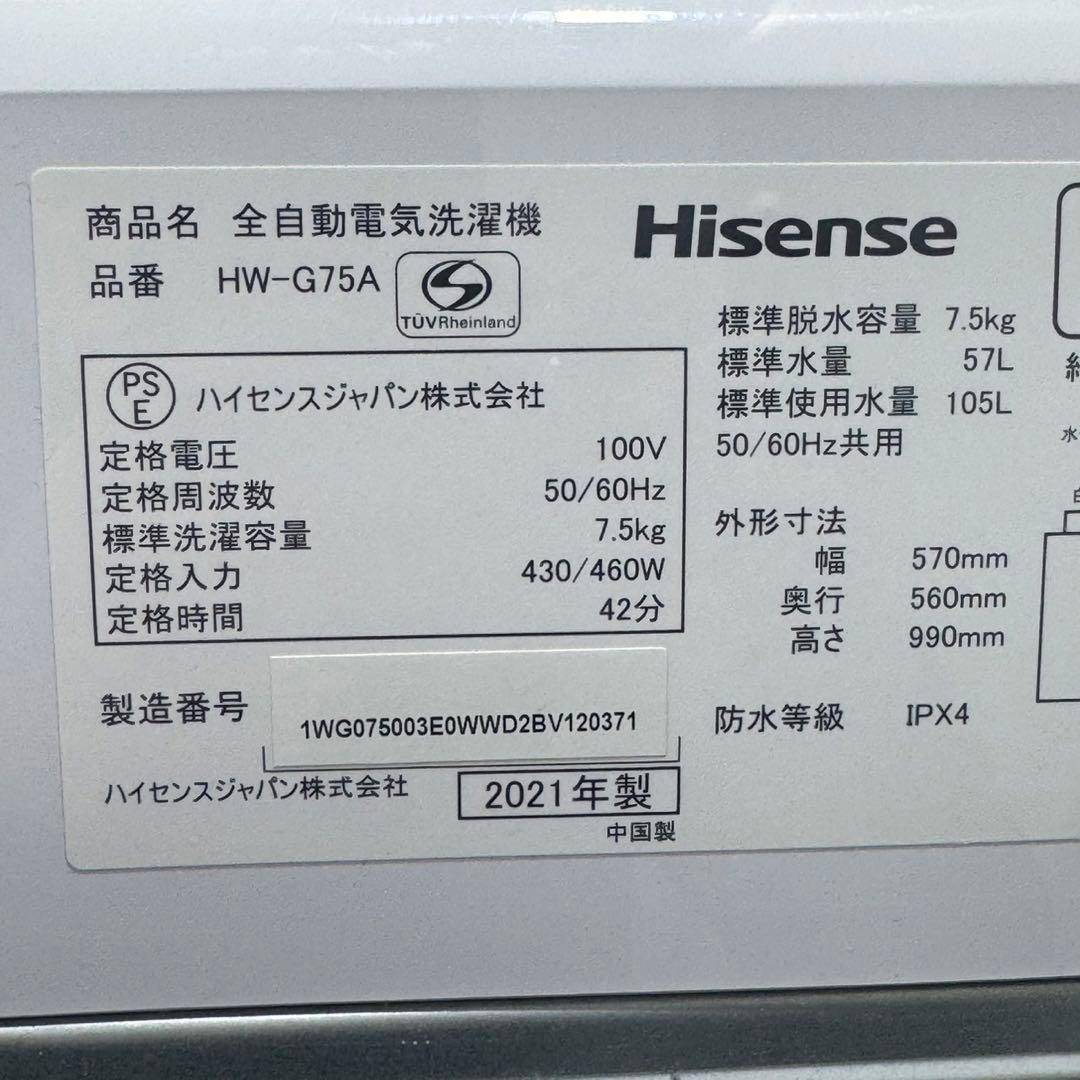 商品名 全自動電気洗濯機
品番 HW-G75A
TÜVRheinland
PS
E
ハイセンスジャパン株式会社
定格電圧 100V
定格周波数 50/60Hz
標準洗濯容量 7.5kg
定格入力 430/460W
定格時間 42分
製造番号 1WG075003E0WWD2BV120371
ハイセンスジャパン株式会社
2021年製
中国製
Hisense
標準脱水容量 7.5kg
標準水量 57L
標準使用水量 105L
50/60Hz共用
外形寸法
幅 570mm
奥行 560mm
高さ 990mm
防水等級 IPX4
水